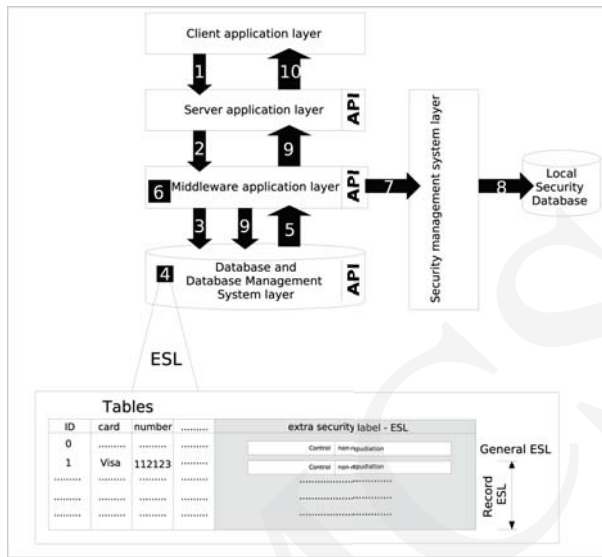 Client application layer
1
10
Server application layer
API
2
9
6
Middleware application layer
API
7
Security management system layer
8
Local
Security
Database
3
9
5
4
Database and
Database Management
System layer
API
ESL
Tables
ID card number .........
extra security label - ESL
0 ......... ......... .........
Control non-repudiation
General ESL
1 Visa 112123 .........
Control non-repudiation
......... ......... ......... .........
......... ......... ......... .........
......... ......... ......... .........
Record
ESL